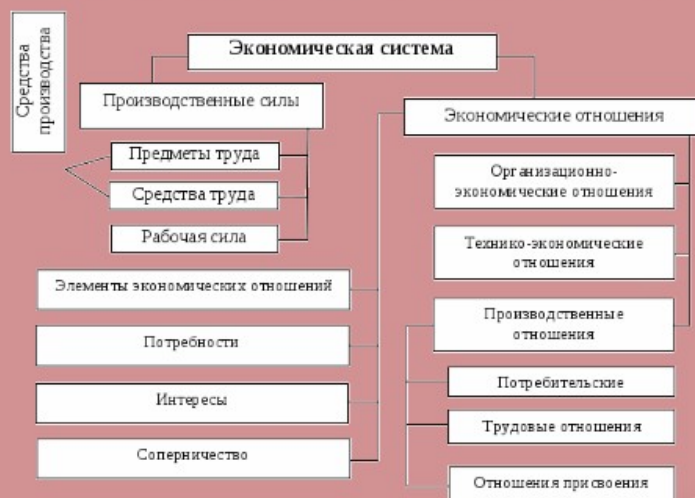 Экономическая система
Средства
производства
Производственные силы
Экономические отношения
Предметы труда
Средства труда
Рабочая сила
Организационно-
экономические отношения
Технико-экономические
отношения
Элементы экономических отношений
Производственные
отношения
Потребности
Потребительские
Интересы
Трудовые отношения
Соперничество
Отношения присвоения